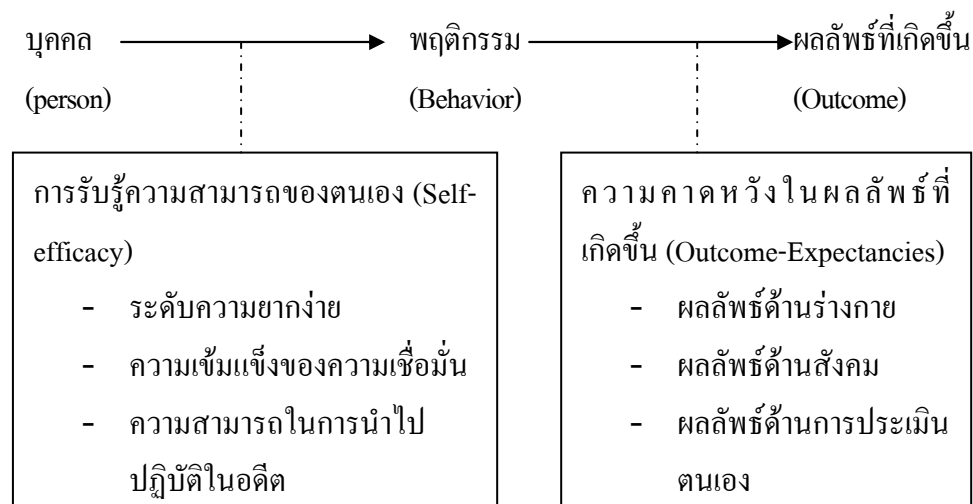 บุคคล พฤติกรรม ผลลัพธ์ที่เกิดขึ้น
(person) (Behavior) (Outcome)
การรับรู้ความสามารถของตนเอง (Self-
efficacy)
- ระดับความยากง่าย
- ความเข้มแข็งของความเชื่อมั่น
- ความสามารถในการนำไป
ปฏิบัติในอดีต
ความคาดหวังในผลลัพธ์ที่
เกิดขึ้น (Outcome-Expectancies)
- ผลลัพธ์ด้านร่างกาย
- ผลลัพธ์ด้านสังคม
- ผลลัพธ์ด้านการประเมิน
ตนเอง